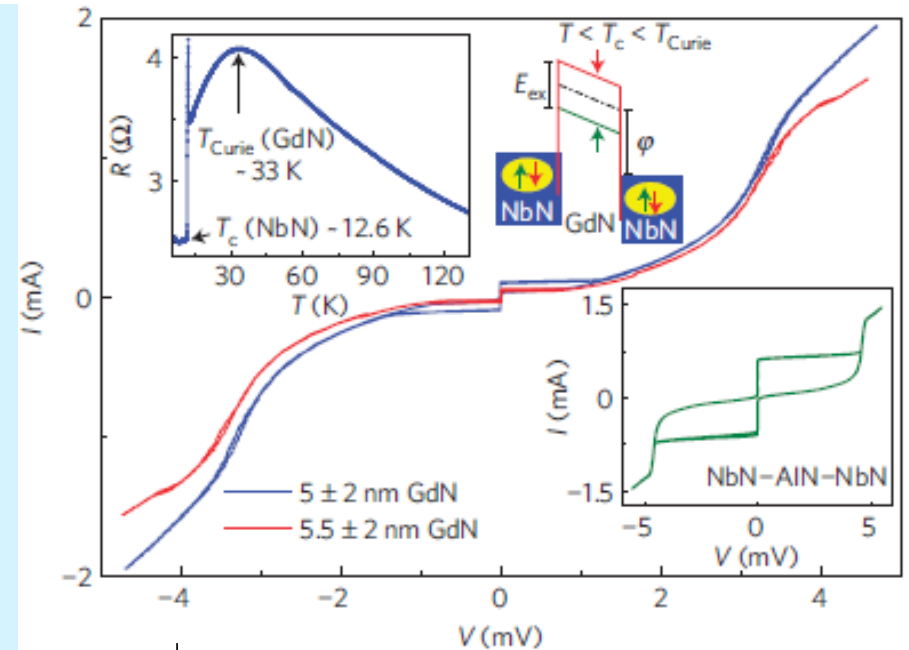 2
0
−2
I (mA)
−4
−2
0
2
4
V (mV)
4
3
R (Ω)
T_Curie (GdN)
~33 K
T_c (NbN) ~12.6 K
30
60
90
120
T (K)
T < T_c < T_Curie
E_ex
φ
NbN
GdN
NbN
1.5
0
−1.5
I (mA)
NbN–AlN–NbN
−5
0
5
V (mV)
5 ± 2 nm GdN
5.5 ± 2 nm GdN